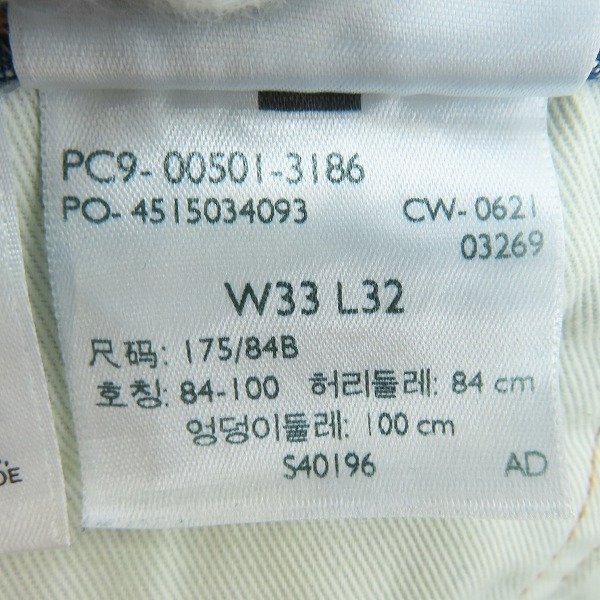 PC9- 00501-3186
PO- 4515034093 CW- 0621
03269
W33 L32
尺码: 175/84B
호칭: 84-100 허리둘레: 84 cm
엉덩이둘레: 100 cm
S40196 AD